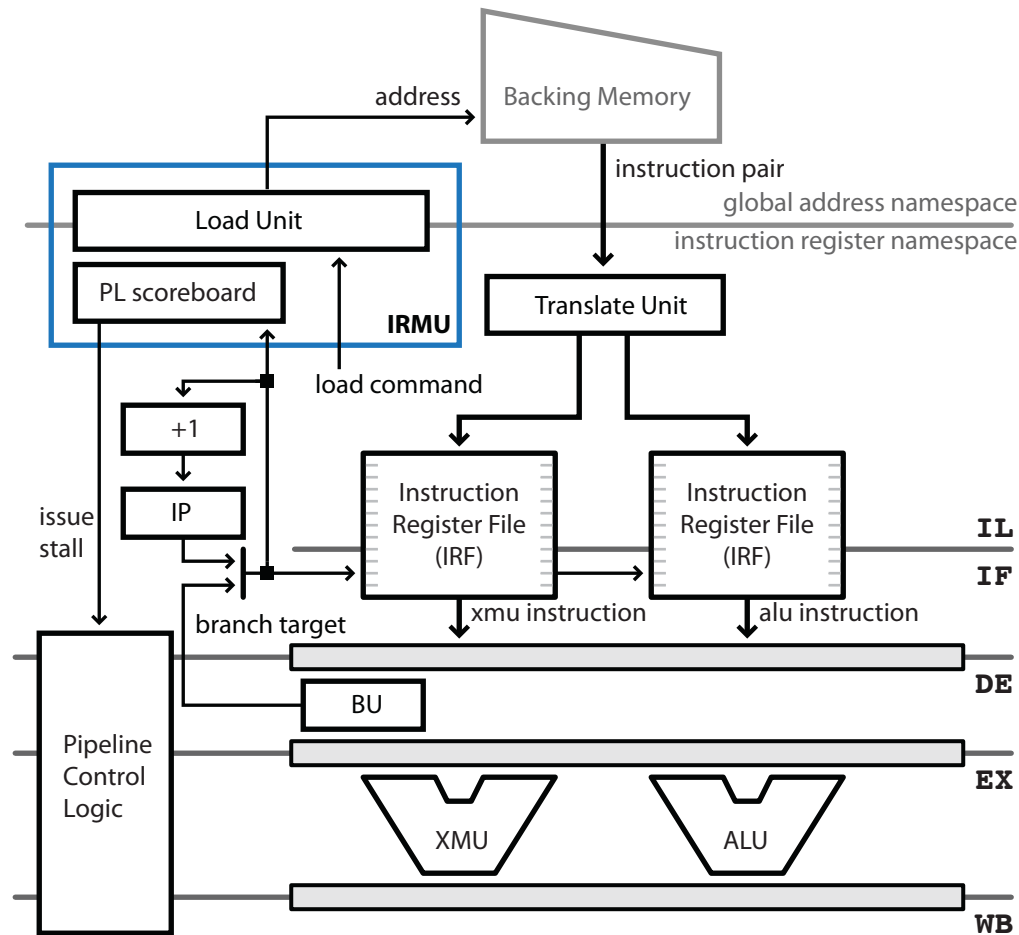 address
Backing Memory
instruction pair
global address namespace
instruction register namespace
Load Unit
PL scoreboard
IRMU
Translate Unit
load command
+1
IP
issue
stall
Instruction
Register File
(IRF)
Instruction
Register File
(IRF)
IL
IF
branch target
xmu instruction
alu instruction
DE
BU
Pipeline
Control
Logic
EX
XMU
ALU
WB